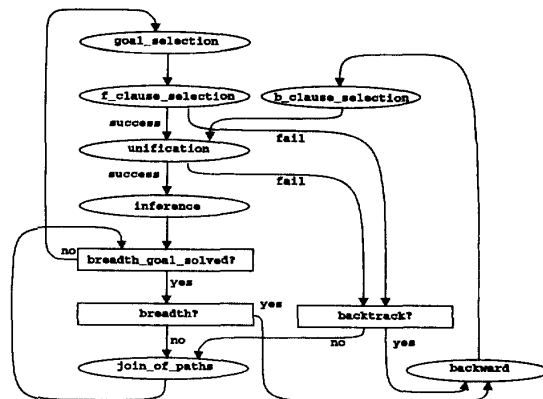 goal_selection
f_clause_selection
b_clause_selection
success
fail
unification
success
fail
inference
no
breadth_goal_solved?
yes
yes
breadth?
backtrack?
no
no
yes
join_of_paths
backward